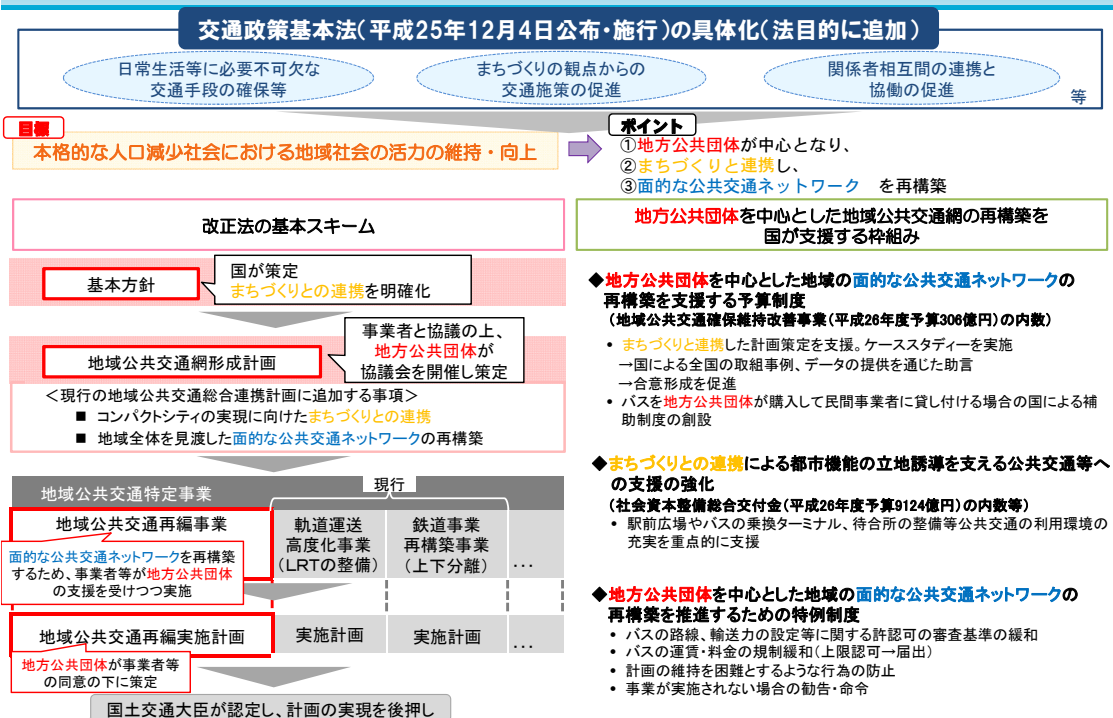 交通政策基本法(平成25年12月4日公布・施行)の具体化(法目的に追加)
日常生活等に必要不可欠な
交通手段の確保等
まちづくりの観点からの
交通施策の促進
関係者相互間の連携と
協働の促進
等
目標
本格的な人口減少社会における地域社会の活力の維持・向上
ポイント
①地方公共団体が中心となり、
②まちづくりと連携し、
③面的な公共交通ネットワーク　を再構築
改正法の基本スキーム
基本方針
国が策定
まちづくりとの連携を明確化
地域公共交通網形成計画
事業者と協議の上、
地方公共団体が
協議会を開催し策定
＜現行の地域公共交通総合連携計画に追加する事項＞
■ コンパクトシティの実現に向けたまちづくりとの連携
■ 地域全体を見渡した面的な公共交通ネットワークの再構築
地域公共交通特定事業
現行
地域公共交通再編事業
面的な公共交通ネットワークを再構築
するため、事業者等が地方公共団体
の支援を受けつつ実施
軌道運送
高度化事業
(LRTの整備)
鉄道事業
再構築事業
(上下分離)
…
地域公共交通再編実施計画
地方公共団体が事業者等
の同意の下に策定
実施計画
実施計画
…
国土交通大臣が認定し、計画の実現を後押し
地方公共団体を中心とした地域公共交通網の再構築を
国が支援する枠組み
◆地方公共団体を中心とした地域の面的な公共交通ネットワークの
再構築を支援する予算制度
(地域公共交通確保維持改善事業(平成26年度予算306億円)の内数)
• まちづくりと連携した計画策定を支援。ケーススタディーを実施
→国による全国の取組事例、データの提供を通じた助言
→合意形成を促進
• バスを地方公共団体が購入して民間事業者に貸し付ける場合の国による補
助制度の創設
◆まちづくりとの連携による都市機能の立地誘導を支える公共交通等へ
の支援の強化
(社会資本整備総合交付金(平成26年度予算9124億円)の内数等)
• 駅前広場やバスの乗換ターミナル、待合所の整備等公共交通の利用環境の
充実を重点的に支援
◆地方公共団体を中心とした地域の面的な公共交通ネットワークの
再構築を推進するための特例制度
• バスの路線、輸送力の設定等に関する許認可の審査基準の緩和
• バスの運賃・料金の規制緩和(上限認可→届出)
• 計画の維持を困難とするような行為の防止
• 事業が実施されない場合の勧告・命令